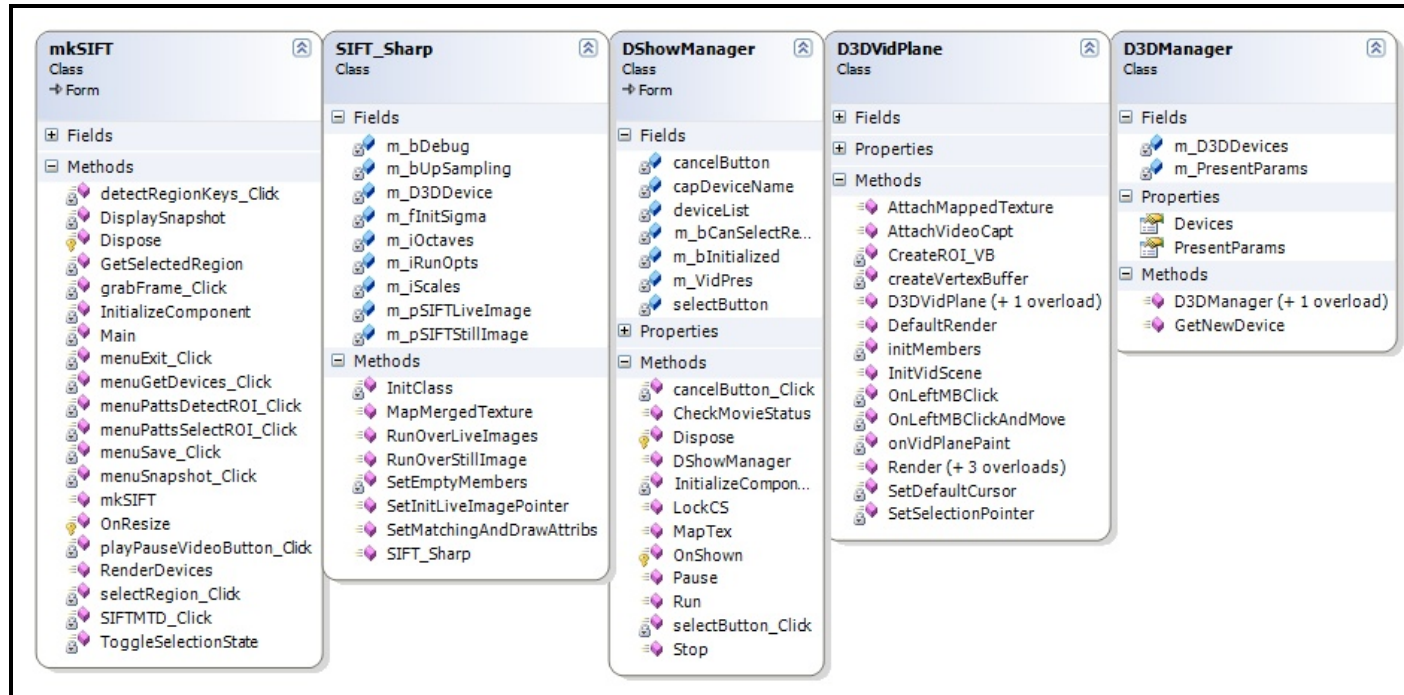 mkSIFT
Class
Form
Fields
Methods
detectRegionKeys_Click
DisplaySnapshot
Dispose
GetSelectedRegion
grabFrame_Click
InitializeComponent
Main
menuExit_Click
menuGetDevices_Click
menuPattsDetectROI_Click
menuPattsSelectROI_Click
menuSave_Click
menuSnapshot_Click
mkSIFT
OnResize
playPauseVideoButton_Click
RenderDevices
selectRegion_Click
SIFTMTD_Click
ToggleSelectionState
SIFT_Sharp
Class
Fields
m_bDebug
m_bUpSampling
m_D3DDevice
m_fInitSigma
m_iOctaves
m_iRunOpts
m_iScales
m_pSIFTLiveImage
m_pSIFTStillImage
Methods
InitClass
MapMergedTexture
RunOverLiveImages
RunOverStillImage
SetEmptyMembers
SetInitLiveImagePointer
SetMatchingAndDrawAttribs
SIFT_Sharp
DShowManager
Class
Form
Fields
cancelButton
capDeviceName
deviceList
m_bCanSelectRe...
m_bInitialized
m_VidPres
selectButton
Properties
Methods
cancelButton_Click
CheckMovieStatus
Dispose
DShowManager
InitializeCompon...
LockCS
MapTex
OnShown
Pause
Run
selectButton_Click
Stop
D3DVidPlane
Class
Fields
Properties
Methods
AttachMappedTexture
AttachVideoCapt
CreateROI_VB
createVertexBuffer
D3DVidPlane (+ 1 overload)
DefaultRender
initMembers
InitVidScene
OnLeftMBClick
OnLeftMBClickAndMove
onVidPlanePaint
Render (+ 3 overloads)
SetDefaultCursor
SetSelectionPointer
D3DManager
Class
Fields
m_D3DDevices
m_PresentParams
Properties
Devices
PresentParams
Methods
D3DManager (+ 1 overload)
GetNewDevice